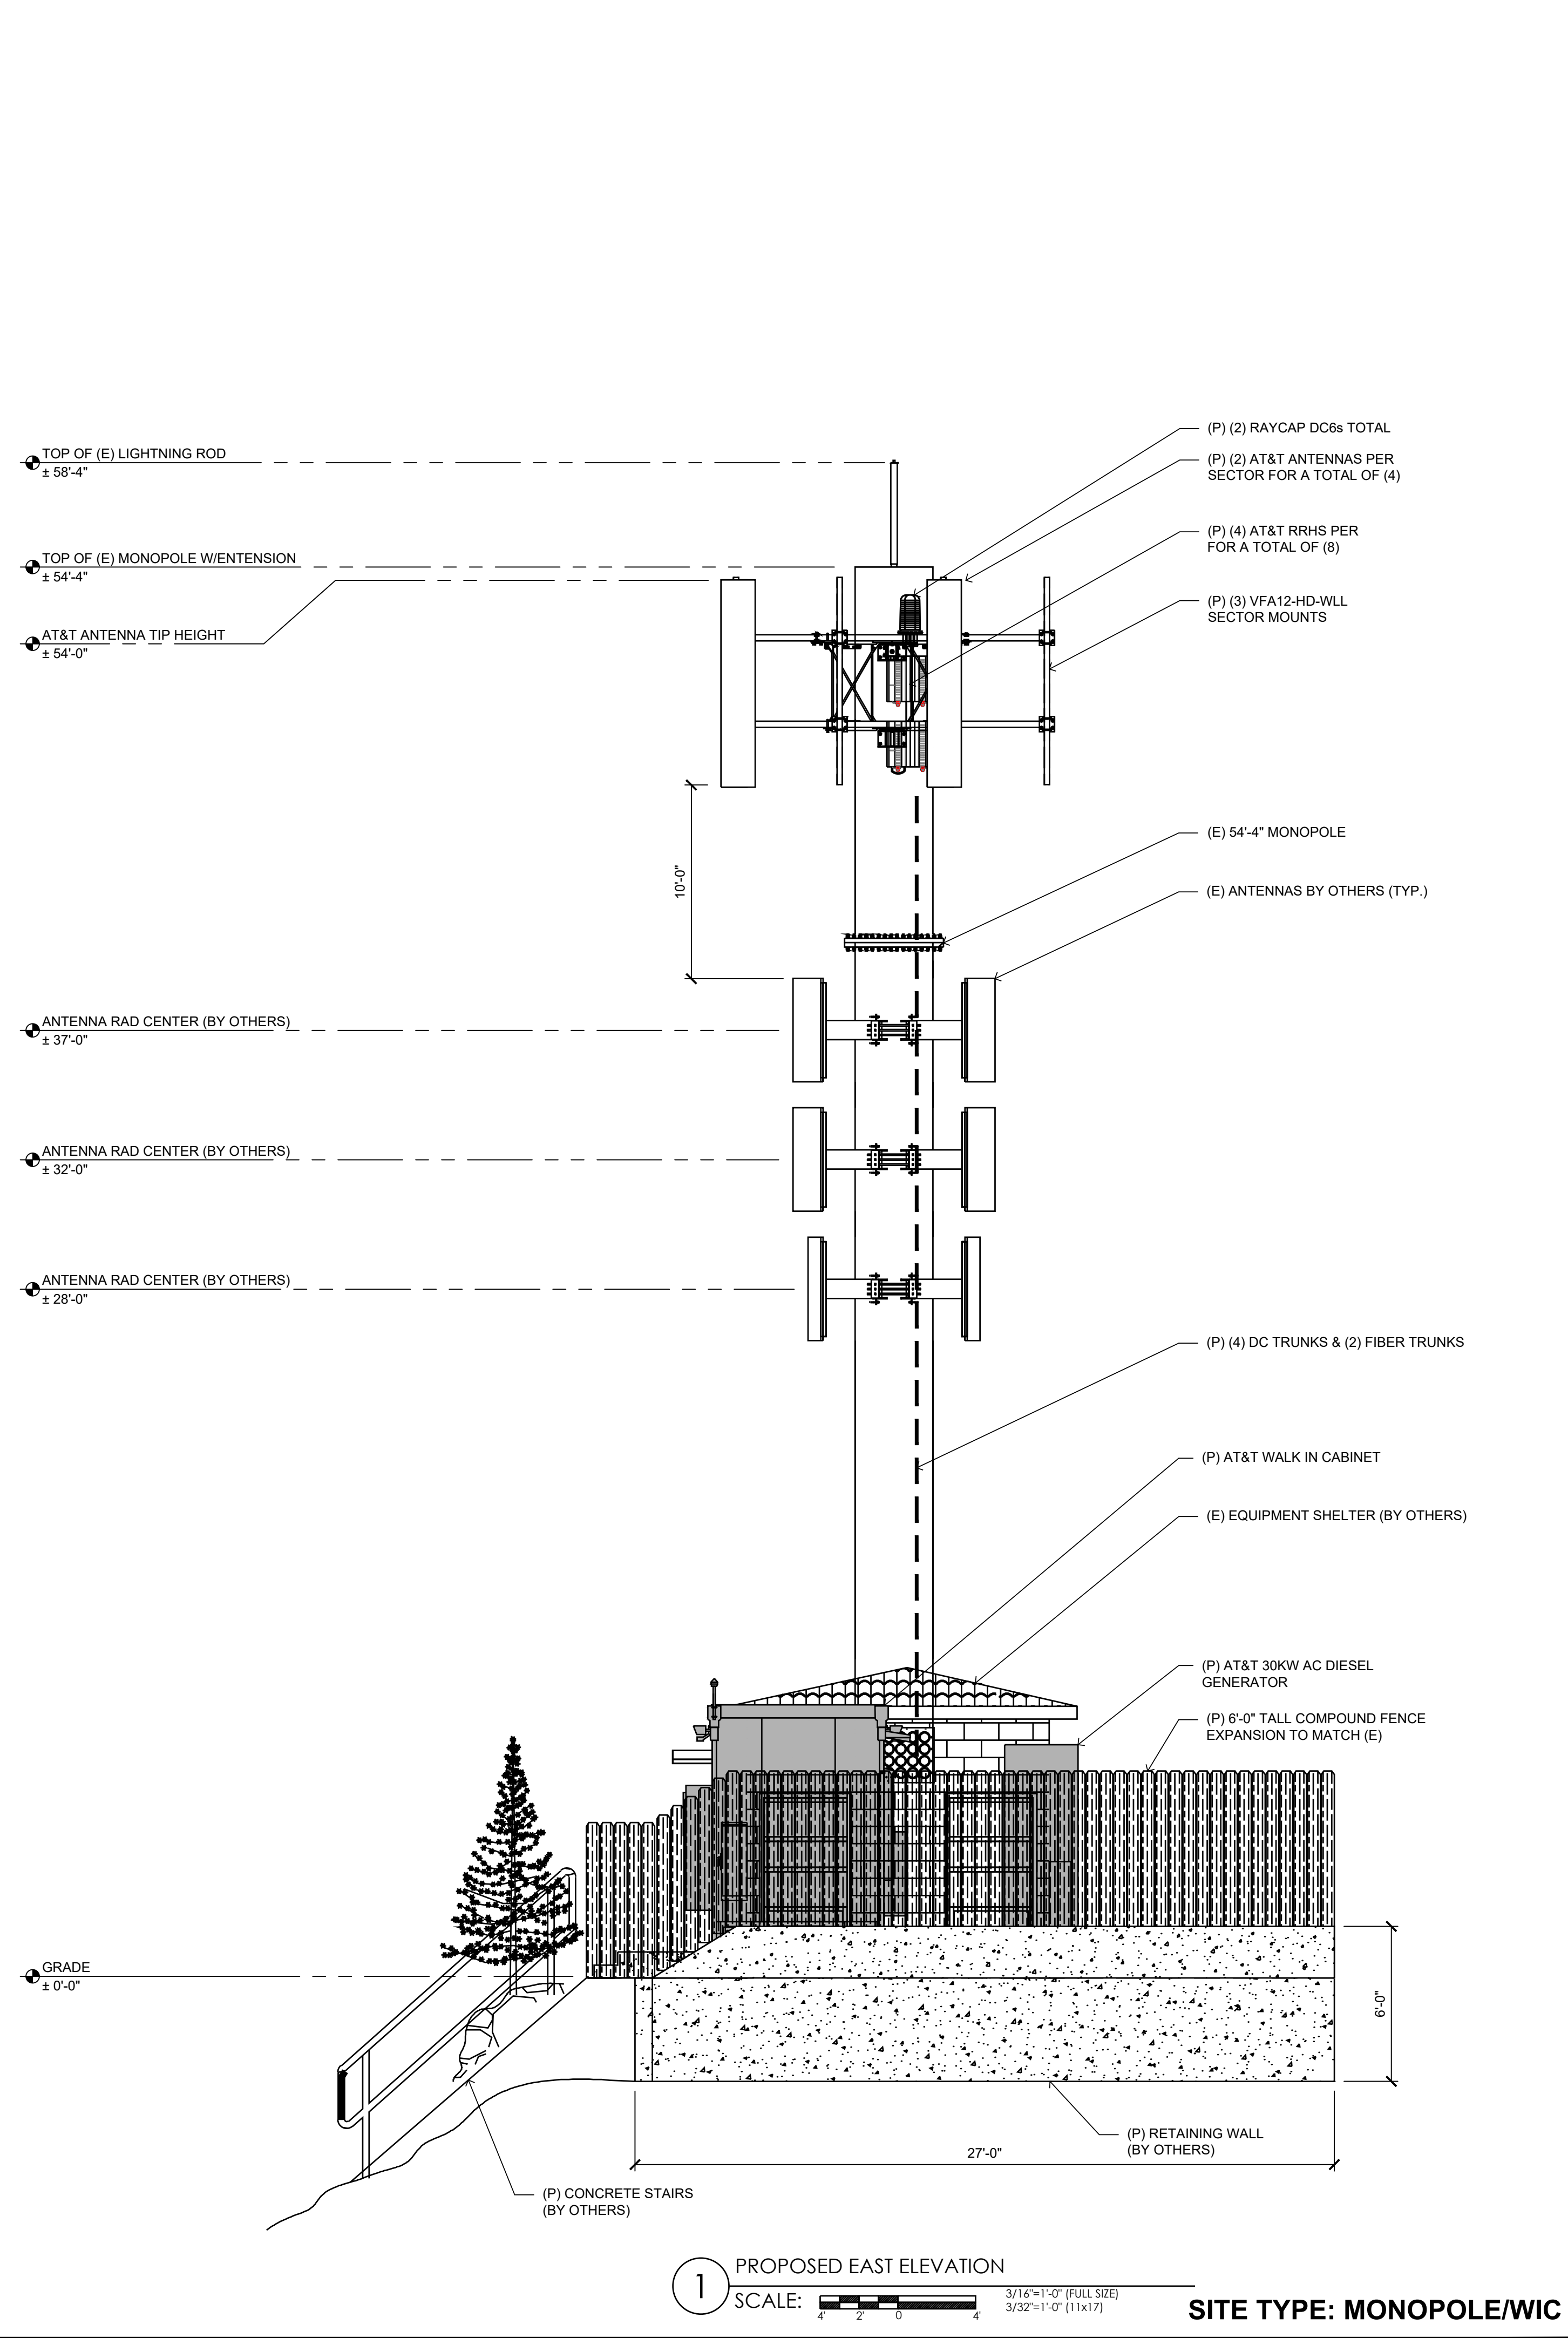 (P) (2) RAYCAP DC6s TOTAL
TOP OF (E) LIGHTNING ROD
± 58'-4"
(P) (2) AT&T ANTENNAS PER
SECTOR FOR A TOTAL OF (4)
(P) (4) AT&T RRHS PER
FOR A TOTAL OF (8)
TOP OF (E) MONOPOLE W/ENTENSION
± 54'-4"
(P) (3) VFA12-HD-WLL
SECTOR MOUNTS
AT&T ANTENNA TIP HEIGHT
± 54'-0"
(E) 54'-4" MONOPOLE
10'-0"
(E) ANTENNAS BY OTHERS (TYP.)
ANTENNA RAD CENTER (BY OTHERS)
± 37'-0"
ANTENNA RAD CENTER (BY OTHERS)
± 32'-0"
ANTENNA RAD CENTER (BY OTHERS)
± 28'-0"
(P) (4) DC TRUNKS & (2) FIBER TRUNKS
(P) AT&T WALK IN CABINET
(E) EQUIPMENT SHELTER (BY OTHERS)
(P) AT&T 30KW AC DIESEL
GENERATOR
(P) 6'-0" TALL COMPOUND FENCE
EXPANSION TO MATCH (E)
GRADE
± 0'-0"
6'-0"
(P) RETAINING WALL
(BY OTHERS)
27'-0"
(P) CONCRETE STAIRS
(BY OTHERS)
1
PROPOSED EAST ELEVATION
SCALE:
4' 2' 0 4'
3/16"=1'-0" (FULL SIZE)
3/32"=1'-0" (11x17)
SITE TYPE: MONOPOLE/WIC